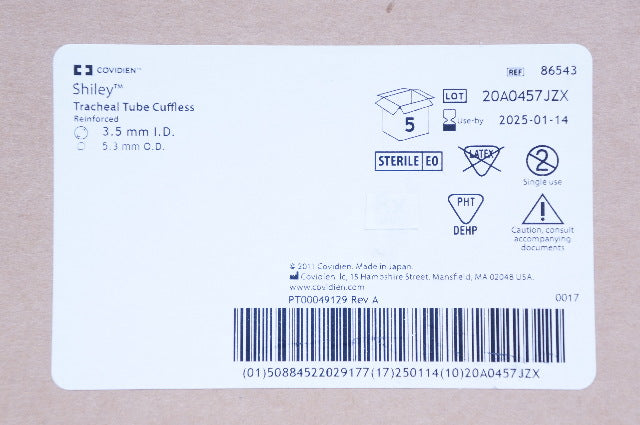 COVIDIEN™
Shiley™
Tracheal Tube Cuffless
Reinforced
3.5 mm I.D.
5.3 mm O.D.
REF 86543
5
LOT 20A0457JZX
Use-by 2025-01-14
STERILE EO
LATEX
2
Single use
PHT
DEHP
!
Caution, consult
accompanying
documents
© 2011 Covidien. Made in Japan.
Covidien llc, 15 Hampshire Street, Mansfield, MA 02048 USA.
www.covidien.com
PT00049129 Rev A
0017
(01)50884522029177(17)250114(10)20A0457JZX